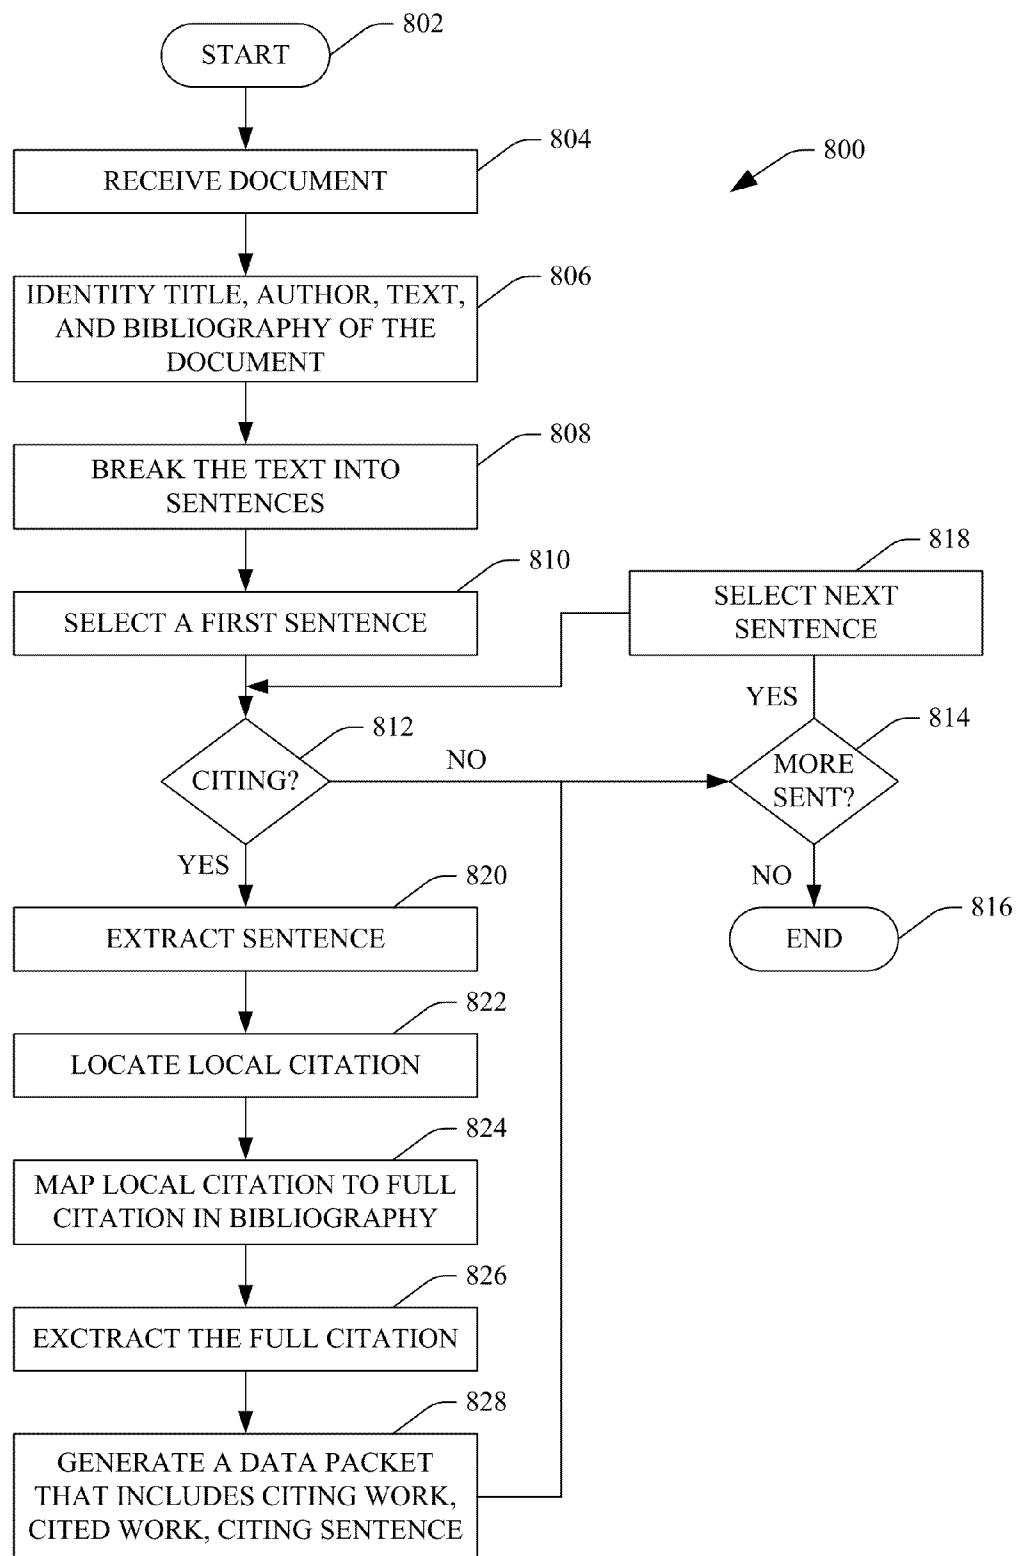 START
802
804
800
RECEIVE DOCUMENT
806
IDENTITY TITLE, AUTHOR, TEXT,
AND BIBLIOGRAPHY OF THE
DOCUMENT
808
BREAK THE TEXT INTO
SENTENCES
810
SELECT A FIRST SENTENCE
818
SELECT NEXT
SENTENCE
YES
812
CITING?
NO
814
MORE
SENT?
YES
NO
820
EXTRACT SENTENCE
816
END
822
LOCATE LOCAL CITATION
824
MAP LOCAL CITATION TO FULL
CITATION IN BIBLIOGRAPHY
826
EXCTRACT THE FULL CITATION
828
GENERATE A DATA PACKET
THAT INCLUDES CITING WORK,
CITED WORK, CITING SENTENCE